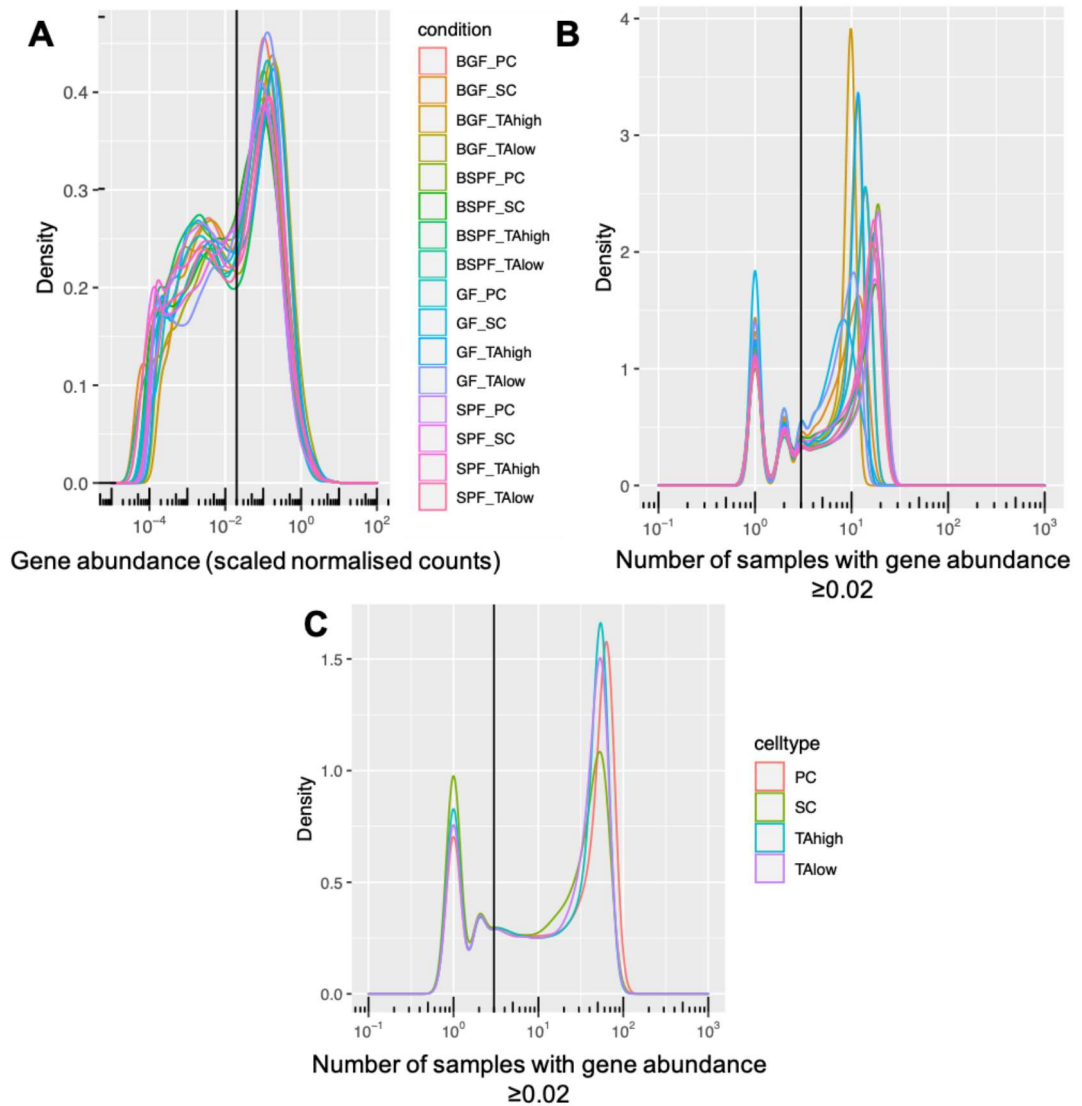 A
Density
0.4
0.3
0.2
0.1
0.0
10⁻⁴
10⁻²
10⁰
10²
Gene abundance (scaled normalised counts)
condition
BGF_PC
BGF_SC
BGF_TAhigh
BGF_TAlow
BSPF_PC
BSPF_SC
BSPF_TAhigh
BSPF_TAlow
GF_PC
GF_SC
GF_TAhigh
GF_TAlow
SPF_PC
SPF_SC
SPF_TAhigh
SPF_TAlow
B
Density
4
3
2
1
0
10⁻¹
10⁰
10¹
10²
10³
Number of samples with gene abundance
≥0.02
C
Density
1.5
1.0
0.5
0.0
10⁻¹
10⁰
10¹
10²
10³
Number of samples with gene abundance
≥0.02
celltype
PC
SC
TAhigh
TAlow